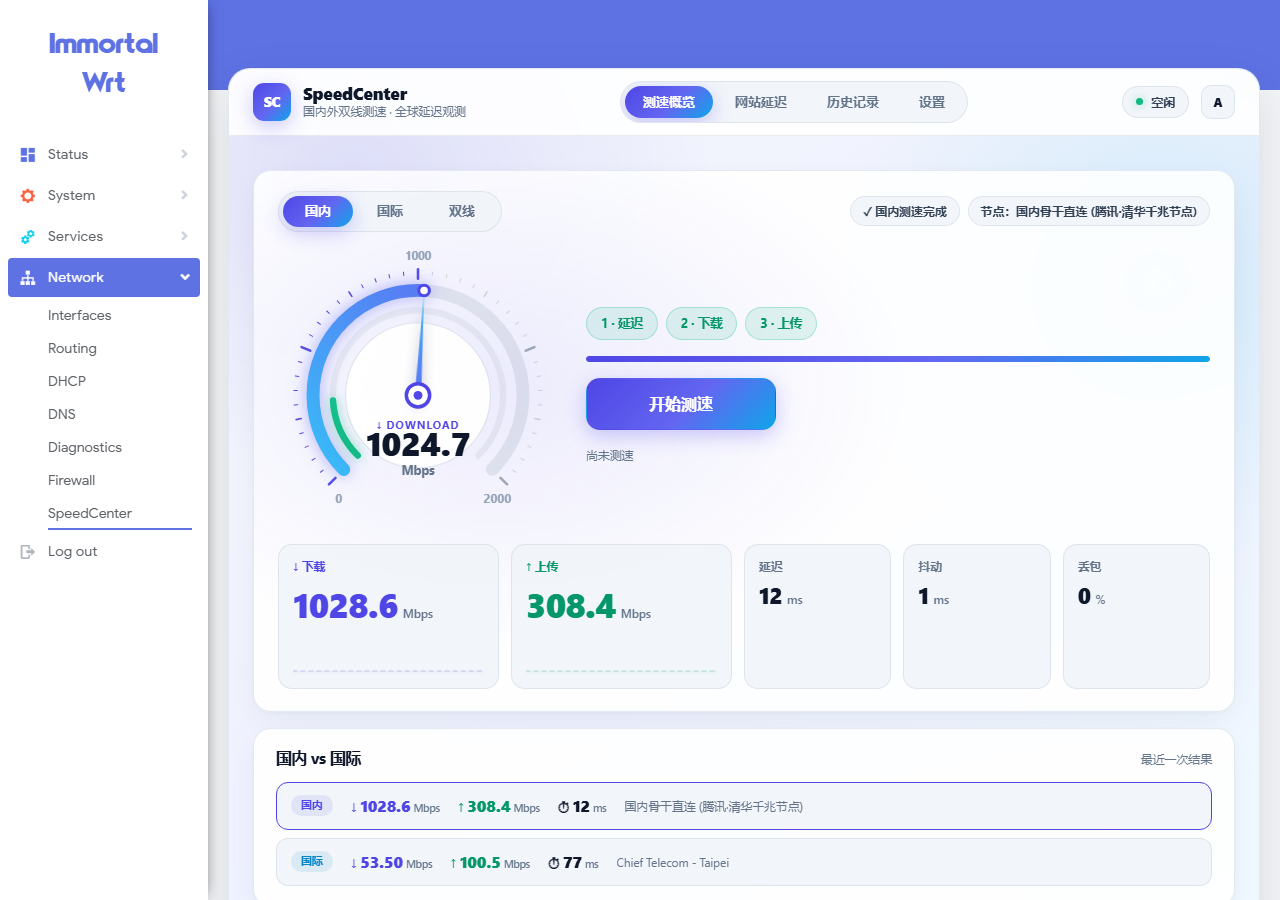 Immortal
Wrt
Status
System
Services
Network
Interfaces
Routing
DHCP
DNS
Diagnostics
Firewall
SpeedCenter
Log out
SC
SpeedCenter
国内外双线测速 · 全球延迟观测
测速概览
网站延迟
历史记录
设置
空闲
A
国内
国际
双线
✓ 国内测速完成
节点：国内骨干直连 (腾讯·清华千兆节点)
1000
↓ DOWNLOAD
1024.7
Mbps
0
2000
1 · 延迟
2 · 下载
3 · 上传
开始测速
尚未测速
↓ 下载
1028.6 Mbps
↑ 上传
308.4 Mbps
延迟
12 ms
抖动
1 ms
丢包
0 %
国内 vs 国际
最近一次结果
国内 ↓ 1028.6 Mbps ↑ 308.4 Mbps ⏱ 12 ms 国内骨干直连 (腾讯·清华千兆节点)
国际 ↓ 53.50 Mbps ↑ 100.5 Mbps ⏱ 77 ms Chief Telecom - Taipei